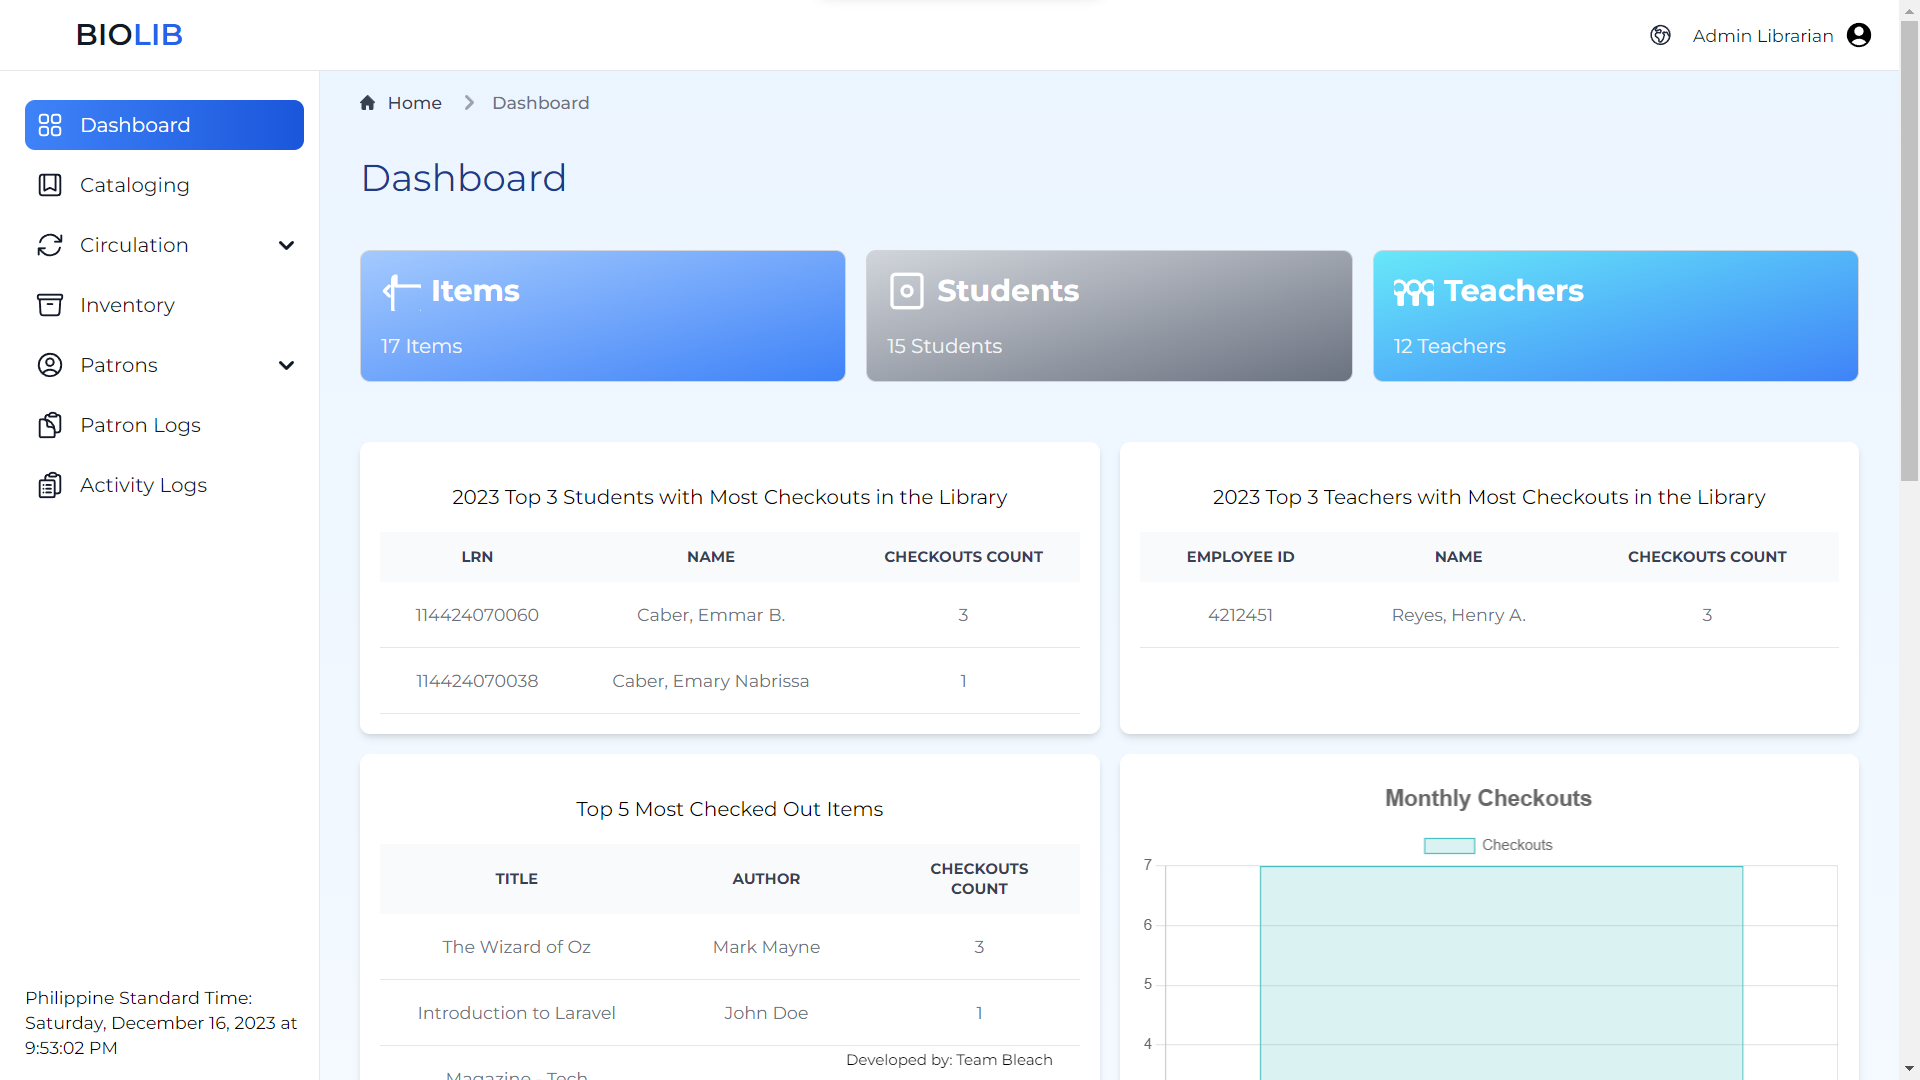 BIOLIB
Admin Librarian
Dashboard
Cataloging
Circulation
Inventory
Patrons
Patron Logs
Activity Logs
Philippine Standard Time:
Saturday, December 16, 2023 at
9:53:02 PM
Home
Dashboard
Dashboard
Items
17 Items
Students
15 Students
Teachers
12 Teachers
2023 Top 3 Students with Most Checkouts in the Library
LRN NAME CHECKOUTS COUNT
114424070060 Caber, Emmar B. 3
114424070038 Caber, Emary Nabrissa 1
2023 Top 3 Teachers with Most Checkouts in the Library
EMPLOYEE ID NAME CHECKOUTS COUNT
4212451 Reyes, Henry A. 3
Top 5 Most Checked Out Items
TITLE AUTHOR CHECKOUTS
COUNT
The Wizard of Oz Mark Mayne 3
Introduction to Laravel John Doe 1
Magazine - Tech
Monthly Checkouts
Checkouts
7
6
5
4
Developed by: Team Bleach